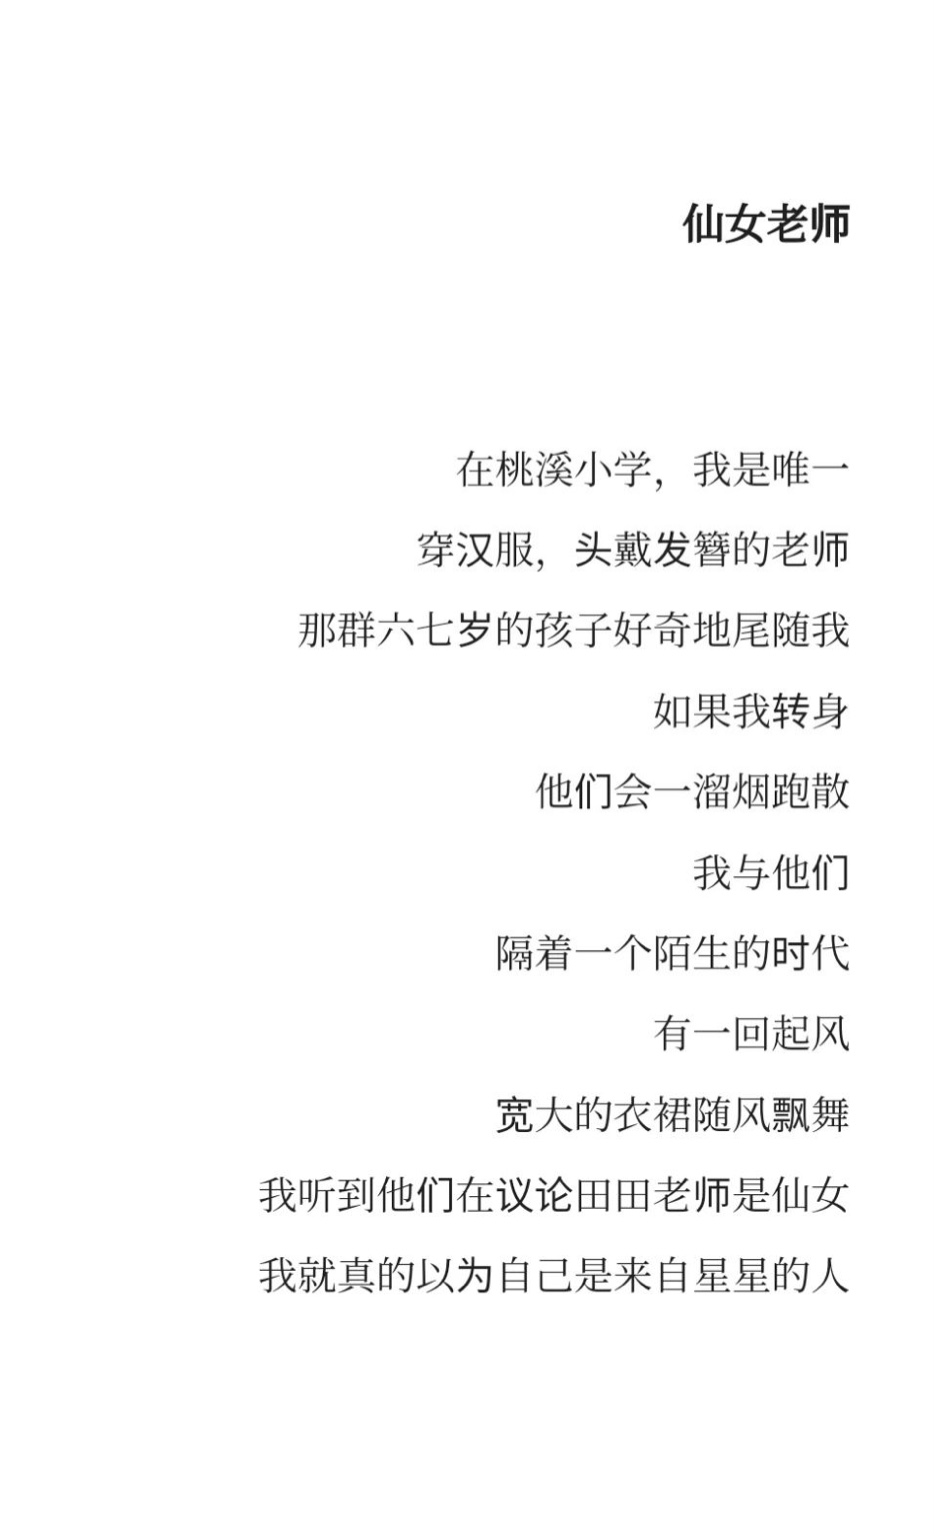 仙女老师
在桃溪小学，我是唯一
穿汉服，头戴发簪的老师
那群六七岁的孩子好奇地尾随我
如果我转身
他们会一溜烟跑散
我与他们
隔着一个陌生的时代
有一回起风
宽大的衣裙随风飘舞
我听到他们在议论田田老师是仙女
我就真的以为自己是来自星星的人